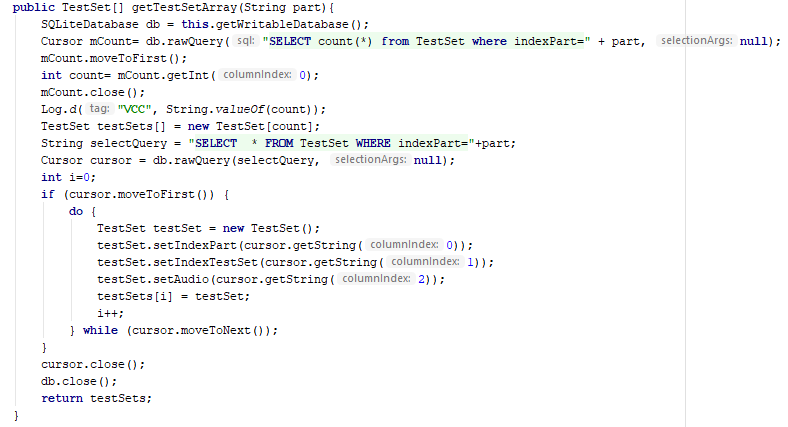 public TestSet[] getTestSetArray(String part){
    SQLiteDatabase db = this.getWritableDatabase();
    Cursor mCount= db.rawQuery( sql: "SELECT count(*) from TestSet where indexPart=" + part, selectionArgs: null);
    mCount.moveToFirst();
    int count= mCount.getInt( columnIndex: 0);
    mCount.close();
    Log.d( tag: "VCC", String.valueOf(count));
    TestSet testSets[] = new TestSet[count];
    String selectQuery = "SELECT  * FROM TestSet WHERE indexPart="+part;
    Cursor cursor = db.rawQuery(selectQuery, selectionArgs: null);
    int i=0;
    if (cursor.moveToFirst()) {
        do {
            TestSet testSet = new TestSet();
            testSet.setIndexPart(cursor.getString( columnIndex: 0));
            testSet.setIndexTestSet(cursor.getString( columnIndex: 1));
            testSet.setAudio(cursor.getString( columnIndex: 2));
            testSets[i] = testSet;
            i++;
        } while (cursor.moveToNext());
    }
    cursor.close();
    db.close();
    return testSets;
}